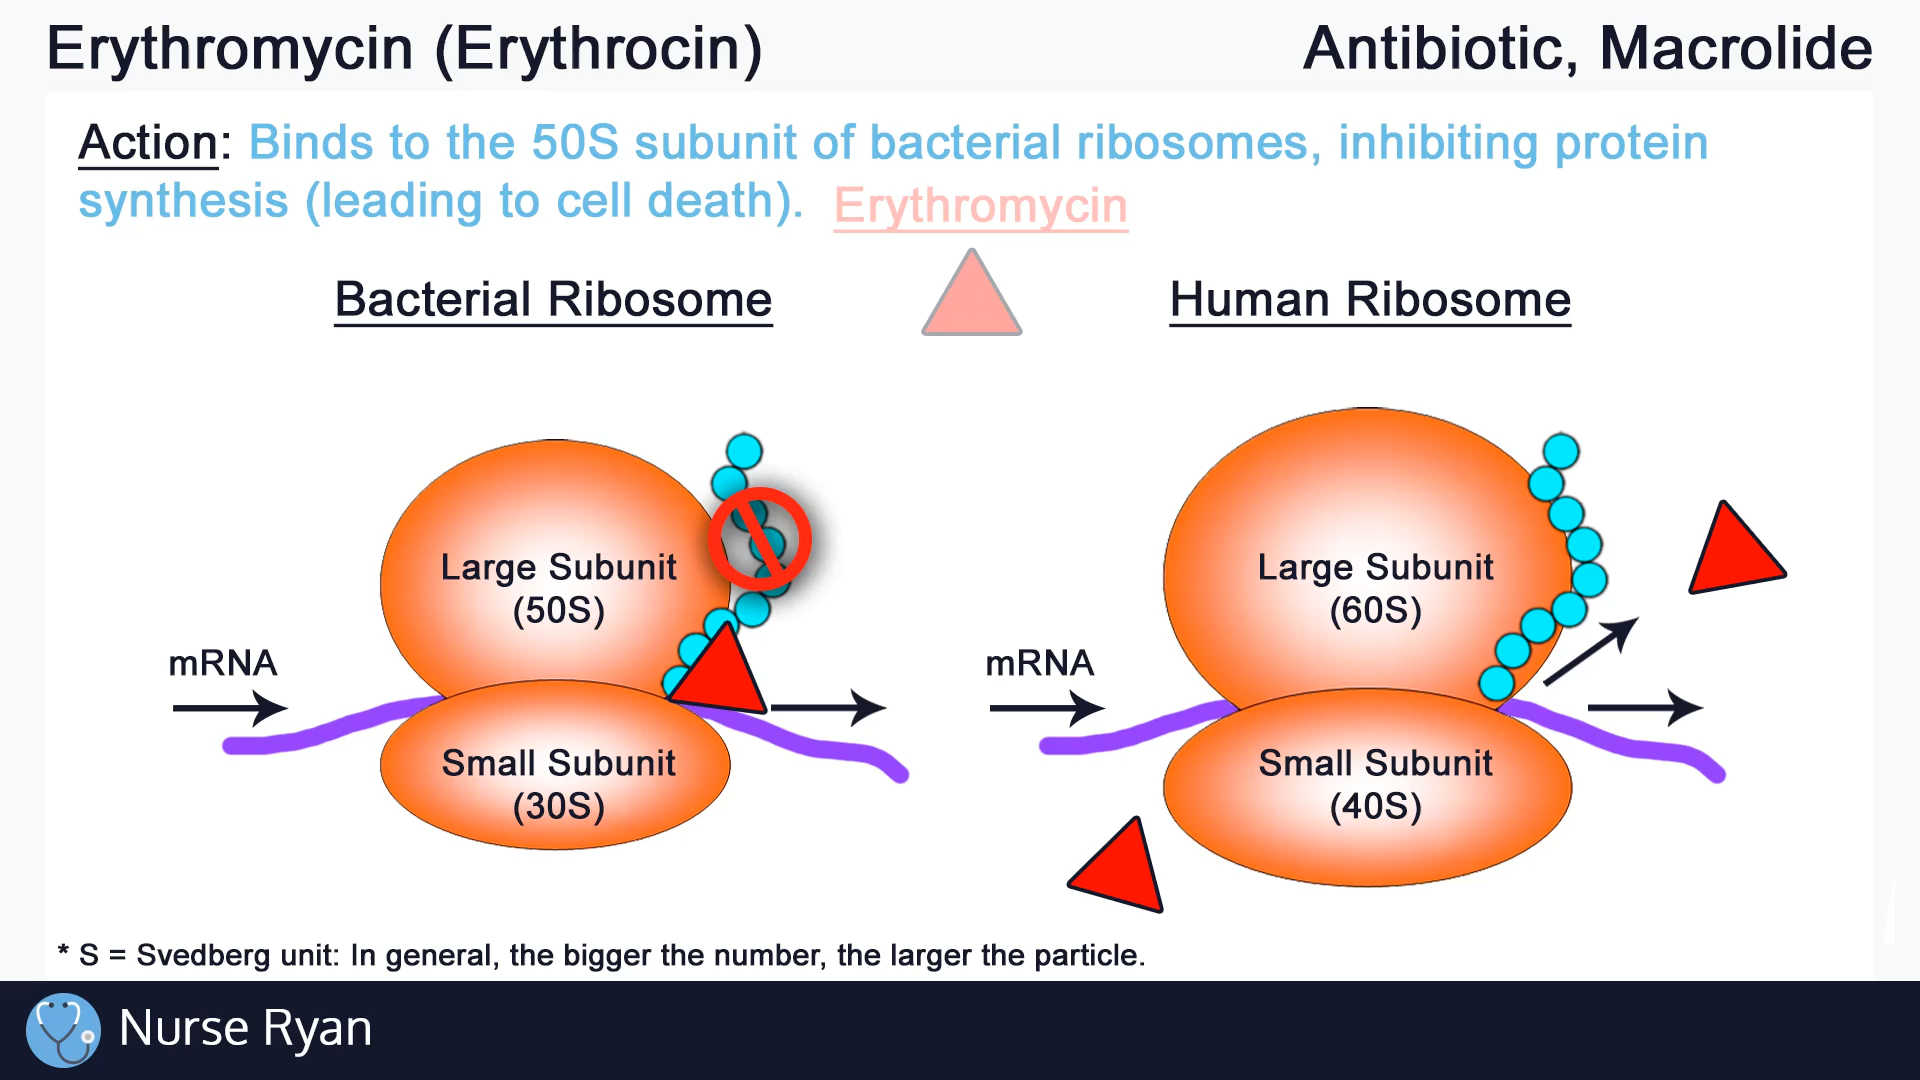 Erythromycin (Erythrocin)
Antibiotic, Macrolide
Action: Binds to the 50S subunit of bacterial ribosomes, inhibiting protein
synthesis (leading to cell death).
Erythromycin
Bacterial Ribosome
Human Ribosome
Large Subunit
(50S)
mRNA
Small Subunit
(30S)
Large Subunit
(60S)
mRNA
Small Subunit
(40S)
* S = Svedberg unit: In general, the bigger the number, the larger the particle.
Nurse Ryan